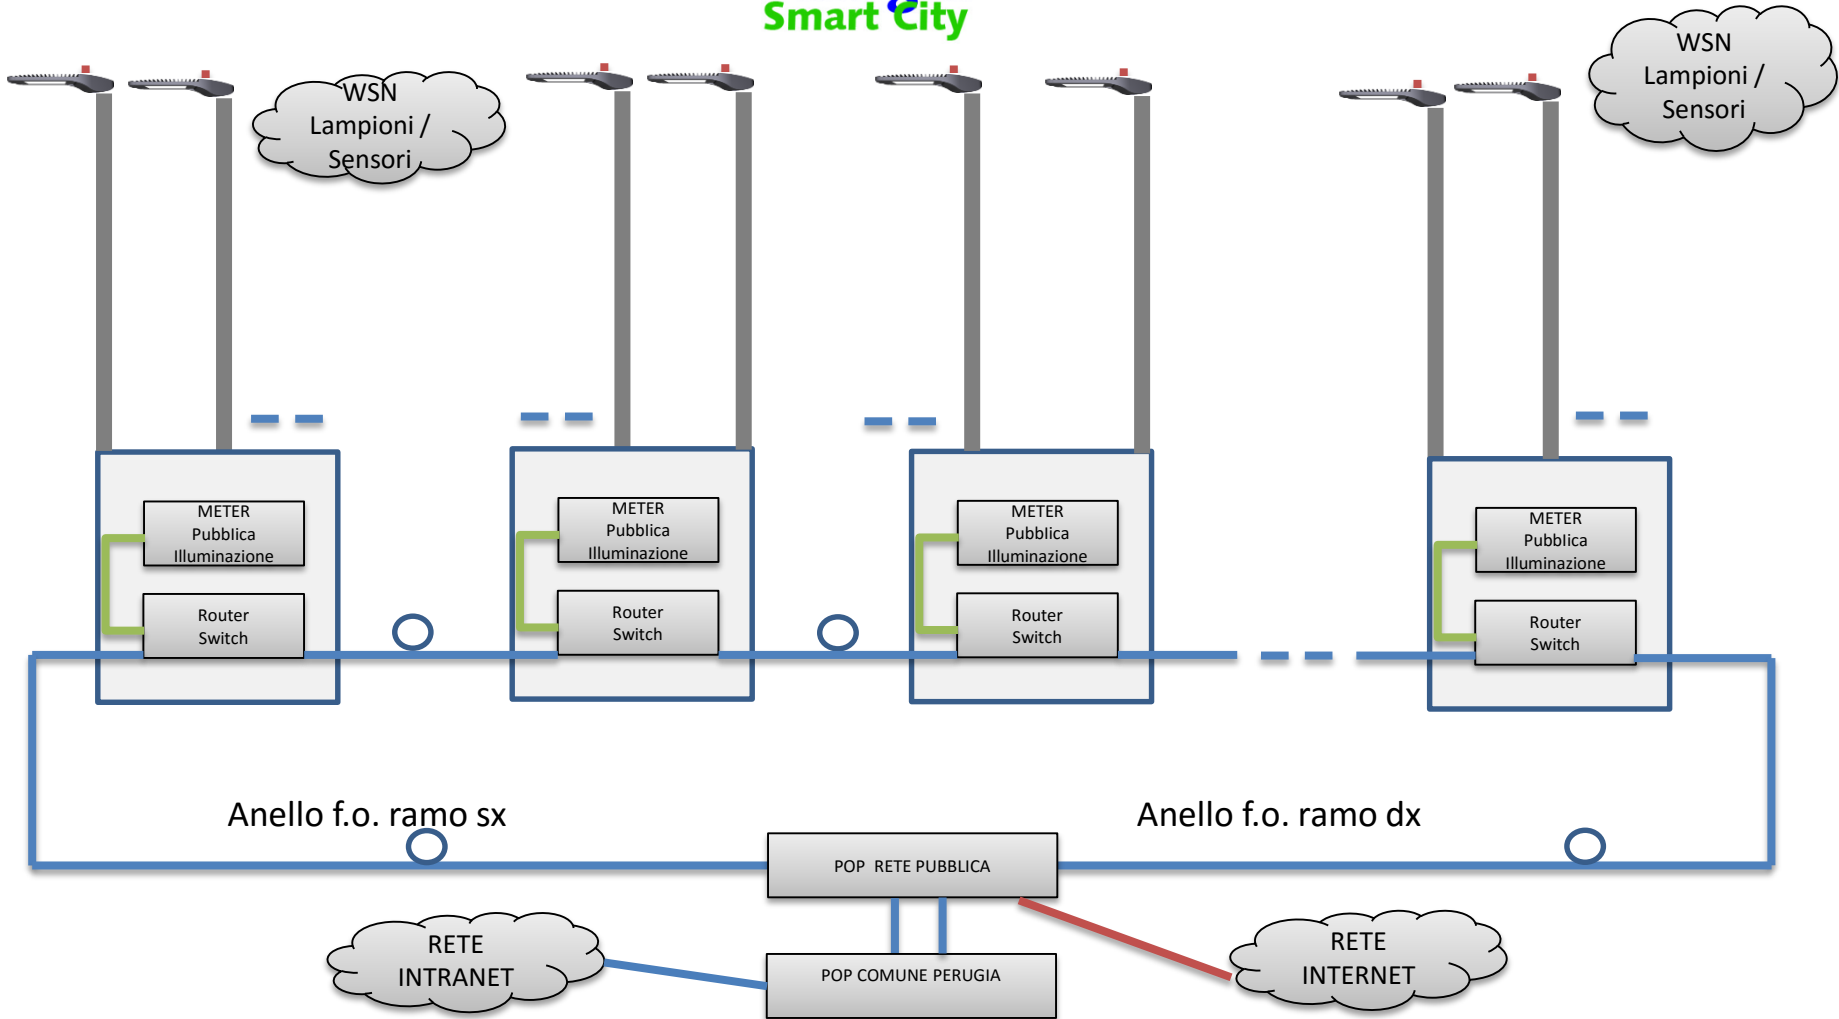 Smart City
WSN
Lampioni /
Sensori
WSN
Lampioni /
Sensori
METER
Pubblica
Illuminazione
METER
Pubblica
Illuminazione
METER
Pubblica
Illuminazione
METER
Pubblica
Illuminazione
Router
Switch
Router
Switch
Router
Switch
Router
Switch
Anello f.o. ramo sx
Anello f.o. ramo dx
POP RETE PUBBLICA
RETE
INTRANET
POP COMUNE PERUGIA
RETE
INTERNET